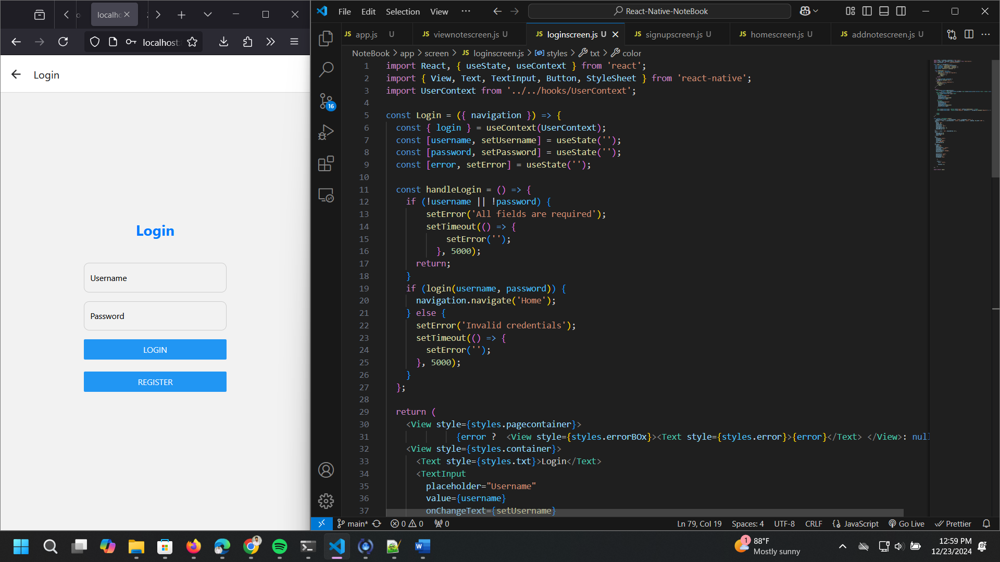 localhc
localhost:
Login
Login
Username
Password
LOGIN
REGISTER
File Edit Selection View ···
React-Native-NoteBook
JS app.js U
JS viewnotescreen.js U
JS loginscreen.js U
JS signupscreen.js U
JS homescreen.js U
JS addnotescreen.js U
NoteBook > app > screen > JS loginscreen.js > styles > txt > color
16
1 import React, { useState, useContext } from 'react';
2 import { View, Text, TextInput, Button, StyleSheet } from 'react-native';
3 import UserContext from '../../hooks/UserContext';
4
5 const Login = ({ navigation }) => {
6 const { login } = useContext(UserContext);
7 const [username, setUsername] = useState('');
8 const [password, setPassword] = useState('');
9 const [error, setError] = useState('');
10
11 const handleLogin = () => {
12 if (!username || !password) {
13 setError('All fields are required');
14 setTimeout(() => {
15 setError('');
16 }, 5000);
17 return;
18 }
19 if (login(username, password)) {
20 navigation.navigate('Home');
21 } else {
22 setError('Invalid credentials');
23 setTimeout(() => {
24 setError('');
25 }, 5000);
26 }
27 };
28
29 return (
30 <View style={styles.pagecontainer}>
31 {error ? <View style={styles.errorBOx}><Text style={styles.error}>{error}</Text> </View>: null
32 <View style={styles.container}>
33 <Text style={styles.txt}>Login</Text>
34 <TextInput
35 placeholder="Username"
36 value={username}
37 onChangeText={setUsername}
main* 0 0 0
Ln 79, Col 19 Spaces: 4 UTF-8 CRLF JavaScript Go Live Prettier
1
88°F
Mostly sunny
12:59 PM
12/23/2024